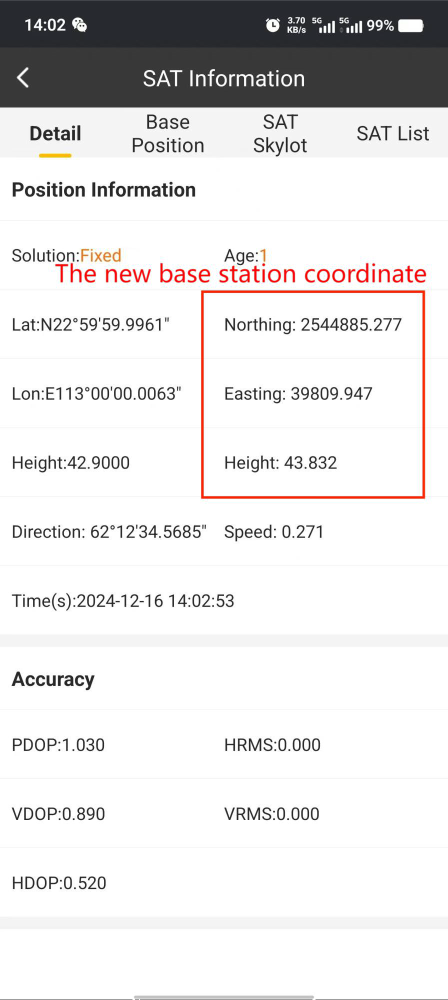 14:02
3.70 KB/s 5G 5G 99%
SAT Information
Detail
Base Position
SAT Skylot
SAT List
Position Information
Solution:Fixed Age:1
The new base station coordinate
Lat:N22°59'59.9961" Northing: 2544885.277
Lon:E113°00'00.0063" Easting: 39809.947
Height:42.9000 Height: 43.832
Direction: 62°12'34.5685" Speed: 0.271
Time(s):2024-12-16 14:02:53
Accuracy
PDOP:1.030 HRMS:0.000
VDOP:0.890 VRMS:0.000
HDOP:0.520